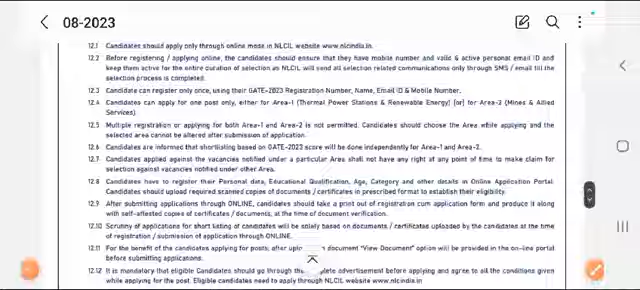 08-2023
12.1 Candidates should apply only through online mode in NLCIL website www.nlcindia.in.
12.2 Before registering / applying online, the candidates should ensure that they have mobile number and valid & active personal email ID and
keep them active for the entire duration of selection as NLCIL will send all selection related communications only through SMS / email till the
selection process is completed.
12.3 Candidate can register only once, using their GATE-2023 Registration Number, Name, Email ID & Mobile Number.
12.4 Candidates can apply for one post only, either for Area-1 (Thermal Power Stations & Renewable Energy) [or] for Area-2 (Mines & Allied
Services).
12.5 Multiple registration or applying for both Area-1 and Area-2 is not permitted. Candidates should choose the Area while applying and the
selected area cannot be altered after submission of application.
12.6 Candidates are informed that shortlisting based on GATE-2023 score will be done independently for Area-1 and Area-2.
12.7 Candidates applied against the vacancies notified under a particular Area shall not have any right at any point of time to make claim for
selection against vacancies notified under other Area.
12.8 Candidates have to register their Personal data, Educational Qualification, Age, Category and other details in Online Application Portal
Candidates should upload required scanned copies of documents / certificates in prescribed format to establish their eligibility.
12.9 After submitting applications through ONLINE, candidates should take a print out of registration cum application form and produce it along
with self-attested copies of certificates / documents, at the time of document verification.
12.10 Scrutiny of applications for short listing of candidates will be solely based on documents / certificates uploaded by the candidates at the time
of registration / submission of application through ONLINE.
12.11 For the benefit of the candidates applying for posts, after document "View Document" option will be provided in the on-line portal
before submitting applications.
12.12 It is mandatory that eligible Candidates should go through the advertisement before applying and agree to all the conditions given
while applying for the post. Eligible candidates need to apply through NLCIL website www.nlcindia.in